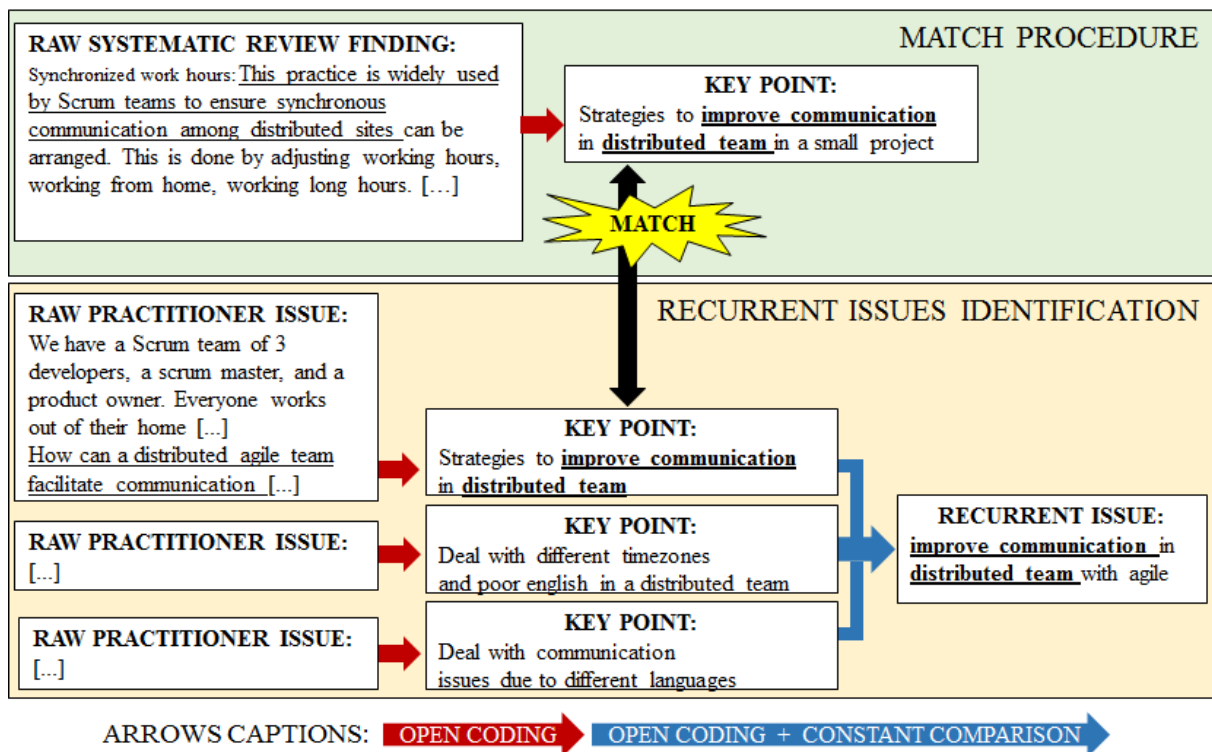 MATCH PROCEDURE
RAW SYSTEMATIC REVIEW FINDING:
Synchronized work hours: This practice is widely used
by Scrum teams to ensure synchronous
communication among distributed sites can be
arranged. This is done by adjusting working hours,
working from home, working long hours. […]
KEY POINT:
Strategies to improve communication
in distributed team in a small project
MATCH
RECURRENT ISSUES IDENTIFICATION
RAW PRACTITIONER ISSUE:
We have a Scrum team of 3
developers, a scrum master, and a
product owner. Everyone works
out of their home [...]
How can a distributed agile team
facilitate communication [...]
KEY POINT:
Strategies to improve communication
in distributed team
RAW PRACTITIONER ISSUE:
[...]
KEY POINT:
Deal with different timezones
and poor english in a distributed team
RAW PRACTITIONER ISSUE:
[...]
KEY POINT:
Deal with communication
issues due to different languages
RECURRENT ISSUE:
improve communication in
distributed team with agile
ARROWS CAPTIONS: OPEN CODING OPEN CODING + CONSTANT COMPARISON